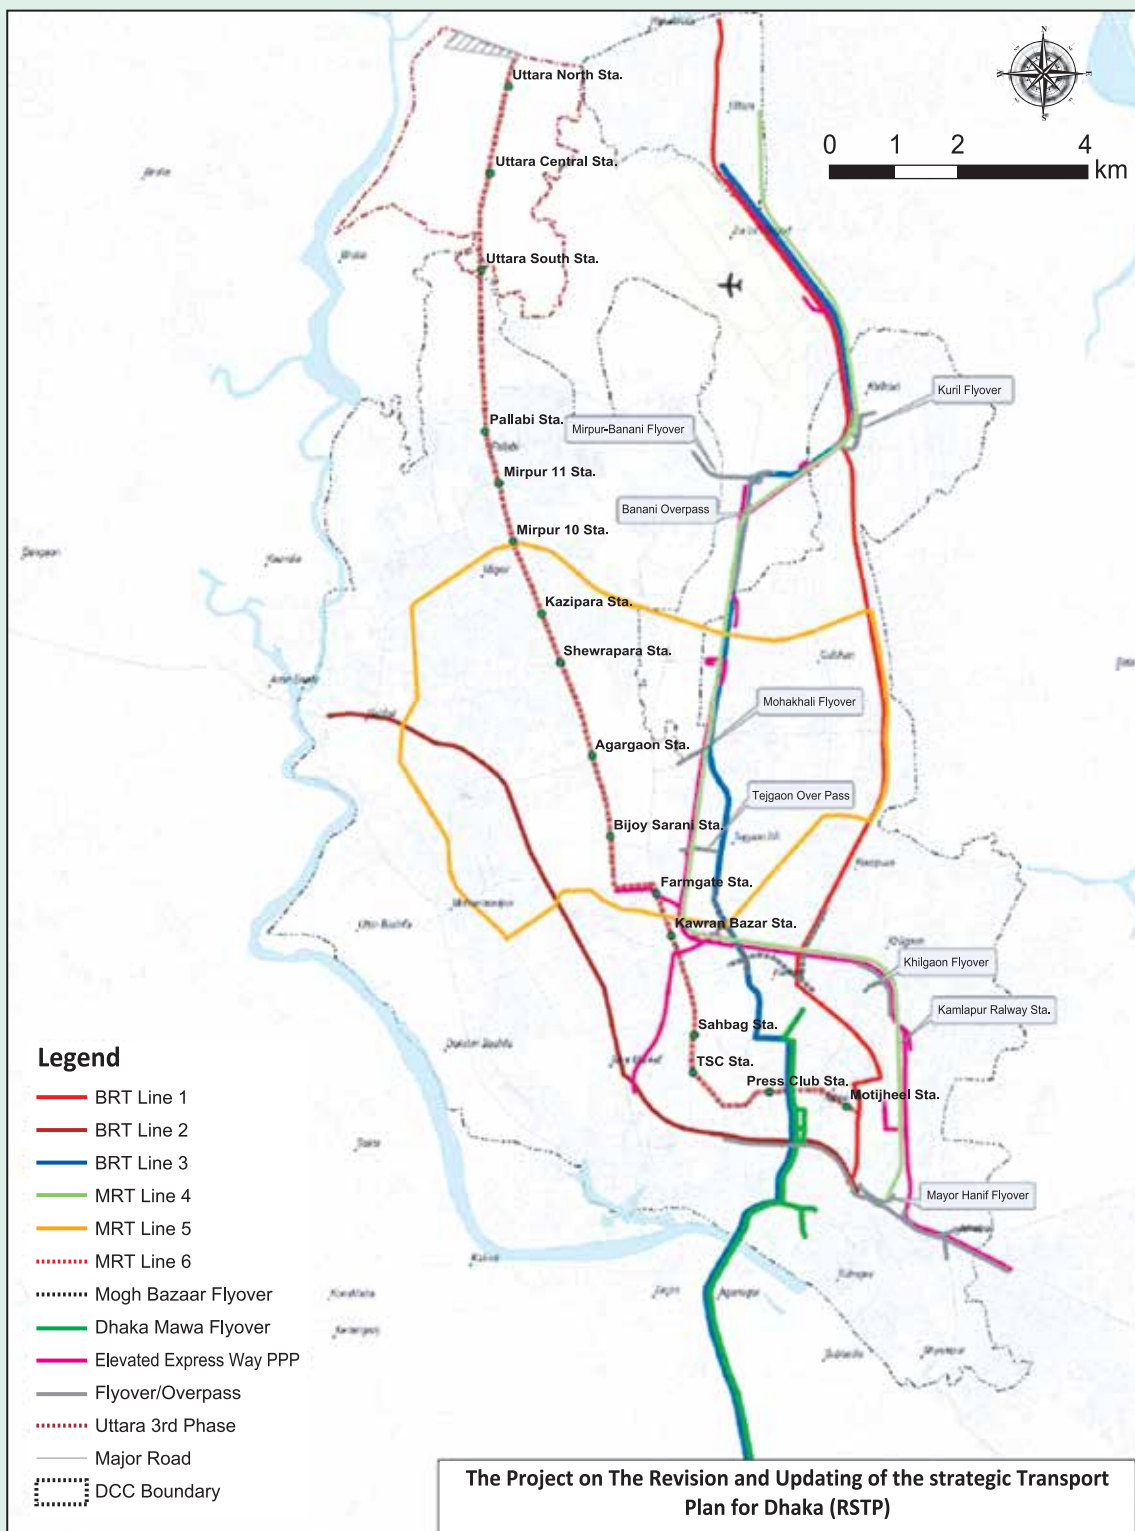 N
W
E
S
0 1 2 4
km
Uttara North Sta.
Uttara Central Sta.
Uttara South Sta.
Kuril Flyover
Pallabi Sta.
Mirpur-Banani Flyover
Pallabi
Mirpur 11 Sta.
Banani Overpass
Mirpur 10 Sta.
Kazipara Sta.
Shewrapara Sta.
Gulshan
Mohakhali Flyover
Agargaon Sta.
Tejgaon Over Pass
Bijoy Sarani Sta.
Farmgate Sta.
Kawran Bazar Sta.
Khilgaon Flyover
Kamlapur Ralway Sta.
Sahbag Sta.
TSC Sta.
Press Club Sta.
Motijheel Sta.
Mayor Hanif Flyover
Legend
BRT Line 1
BRT Line 2
BRT Line 3
MRT Line 4
MRT Line 5
MRT Line 6
Mogh Bazaar Flyover
Dhaka Mawa Flyover
Elevated Express Way PPP
Flyover/Overpass
Uttara 3rd Phase
Major Road
DCC Boundary
The Project on The Revision and Updating of the strategic Transport
Plan for Dhaka (RSTP)